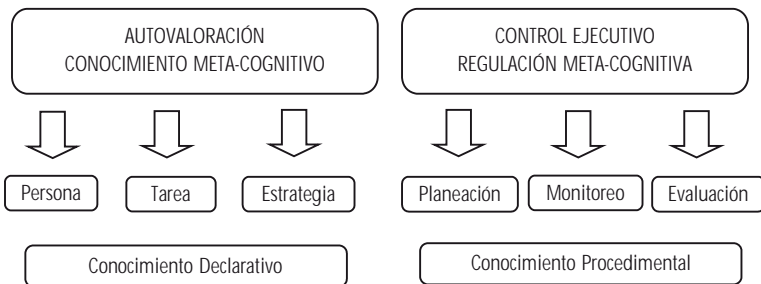 AUTOVALORACIÓN
CONOCIMIENTO META-COGNITIVO
CONTROL EJECUTIVO
REGULACIÓN META-COGNITIVA
Persona
Tarea
Estrategia
Planeación
Monitoreo
Evaluación
Conocimiento Declarativo
Conocimiento Procedimental